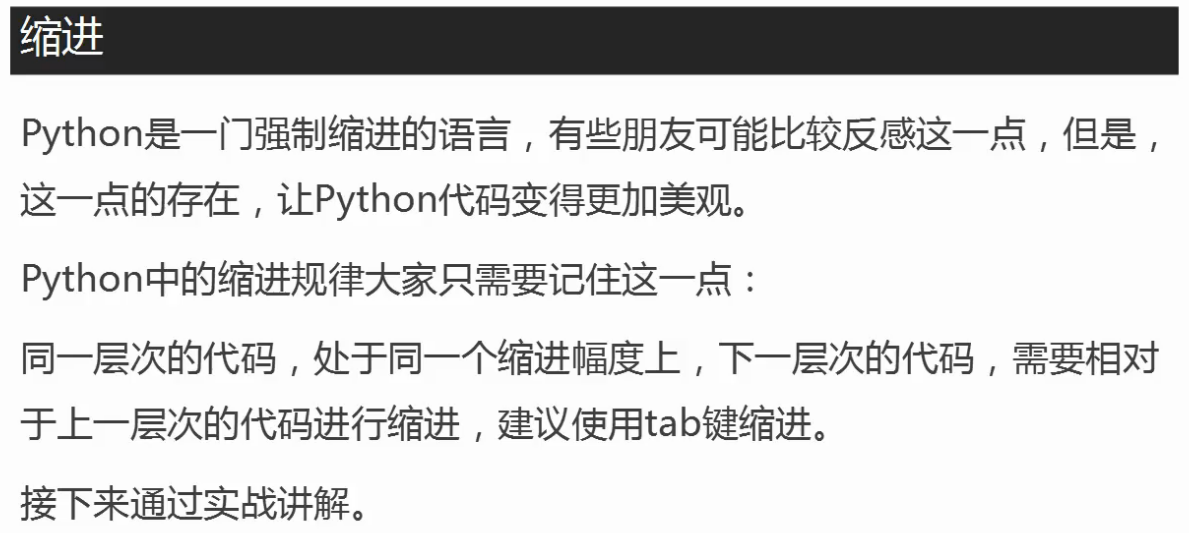 缩进
Python是一门强制缩进的语言，有些朋友可能比较反感这一点，但是，
这一点的存在，让Python代码变得更加美观。
Python中的缩进规律大家只需要记住这一点：
同一层次的代码，处于同一个缩进幅度上，下一层次的代码，需要相对
于上一层次的代码进行缩进，建议使用tab键缩进。
接下来通过实战讲解。